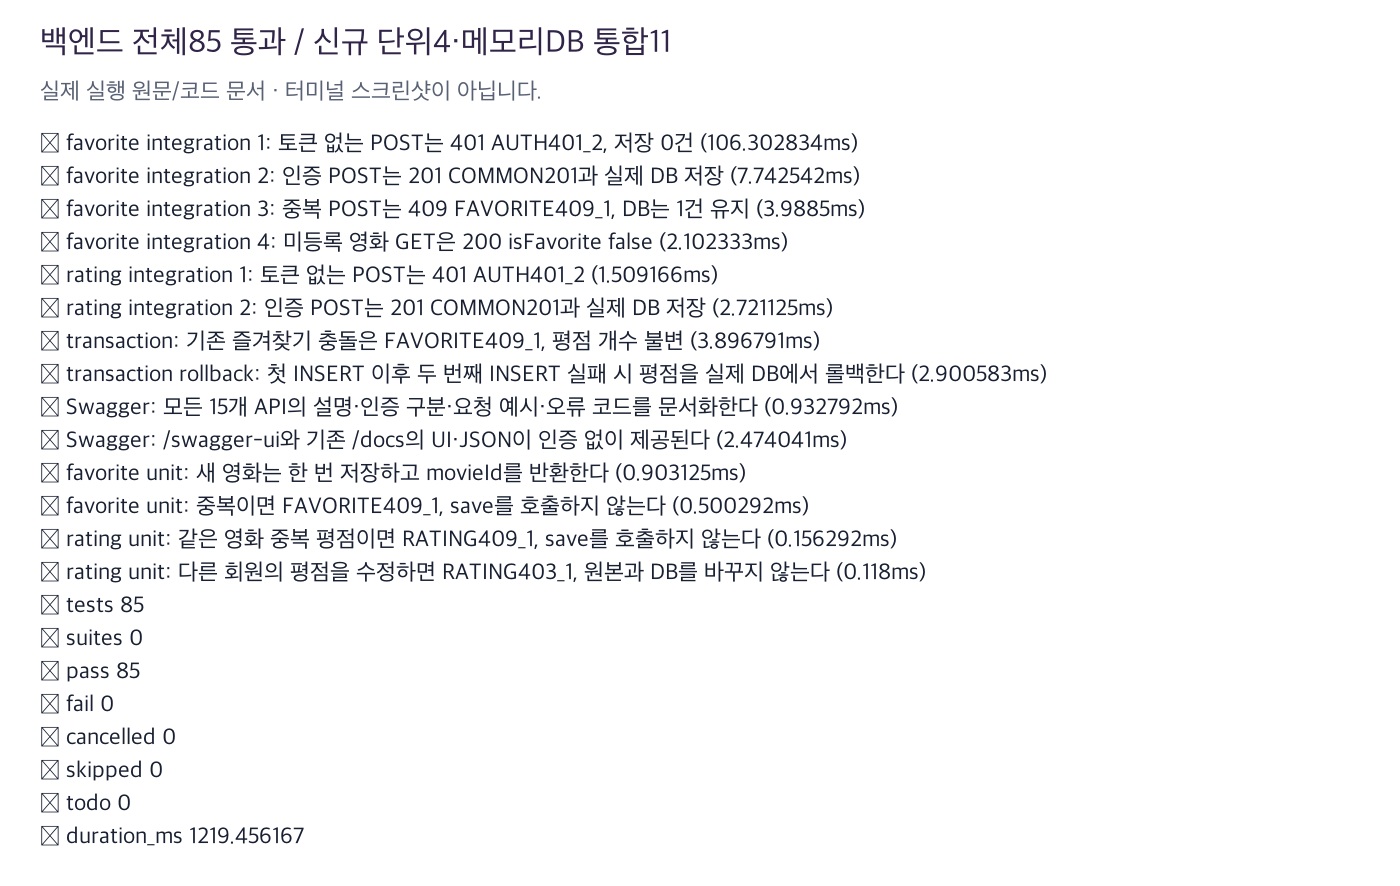 백엔드 전체85 통과 / 신규 단위4·메모리DB 통합11
실제 실행 원문/코드 문서 · 터미널 스크린샷이 아닙니다.
☒ favorite integration 1: 토큰 없는 POST는 401 AUTH401_2, 저장 0건 (106.302834ms)
☒ favorite integration 2: 인증 POST는 201 COMMON201과 실제 DB 저장 (7.742542ms)
☒ favorite integration 3: 중복 POST는 409 FAVORITE409_1, DB는 1건 유지 (3.9885ms)
☒ favorite integration 4: 미등록 영화 GET은 200 isFavorite false (2.102333ms)
☒ rating integration 1: 토큰 없는 POST는 401 AUTH401_2 (1.509166ms)
☒ rating integration 2: 인증 POST는 201 COMMON201과 실제 DB 저장 (2.721125ms)
☒ transaction: 기존 즐겨찾기 충돌은 FAVORITE409_1, 평점 개수 불변 (3.896791ms)
☒ transaction rollback: 첫 INSERT 이후 두 번째 INSERT 실패 시 평점을 실제 DB에서 롤백한다 (2.900583ms)
☒ Swagger: 모든 15개 API의 설명·인증 구분·요청 예시·오류 코드를 문서화한다 (0.932792ms)
☒ Swagger: /swagger-ui와 기존 /docs의 UI·JSON이 인증 없이 제공된다 (2.474041ms)
☒ favorite unit: 새 영화는 한 번 저장하고 movieId를 반환한다 (0.903125ms)
☒ favorite unit: 중복이면 FAVORITE409_1, save를 호출하지 않는다 (0.500292ms)
☒ rating unit: 같은 영화 중복 평점이면 RATING409_1, save를 호출하지 않는다 (0.156292ms)
☒ rating unit: 다른 회원의 평점을 수정하면 RATING403_1, 원본과 DB를 바꾸지 않는다 (0.118ms)
☒ tests 85
☒ suites 0
☒ pass 85
☒ fail 0
☒ cancelled 0
☒ skipped 0
☒ todo 0
☒ duration_ms 1219.456167